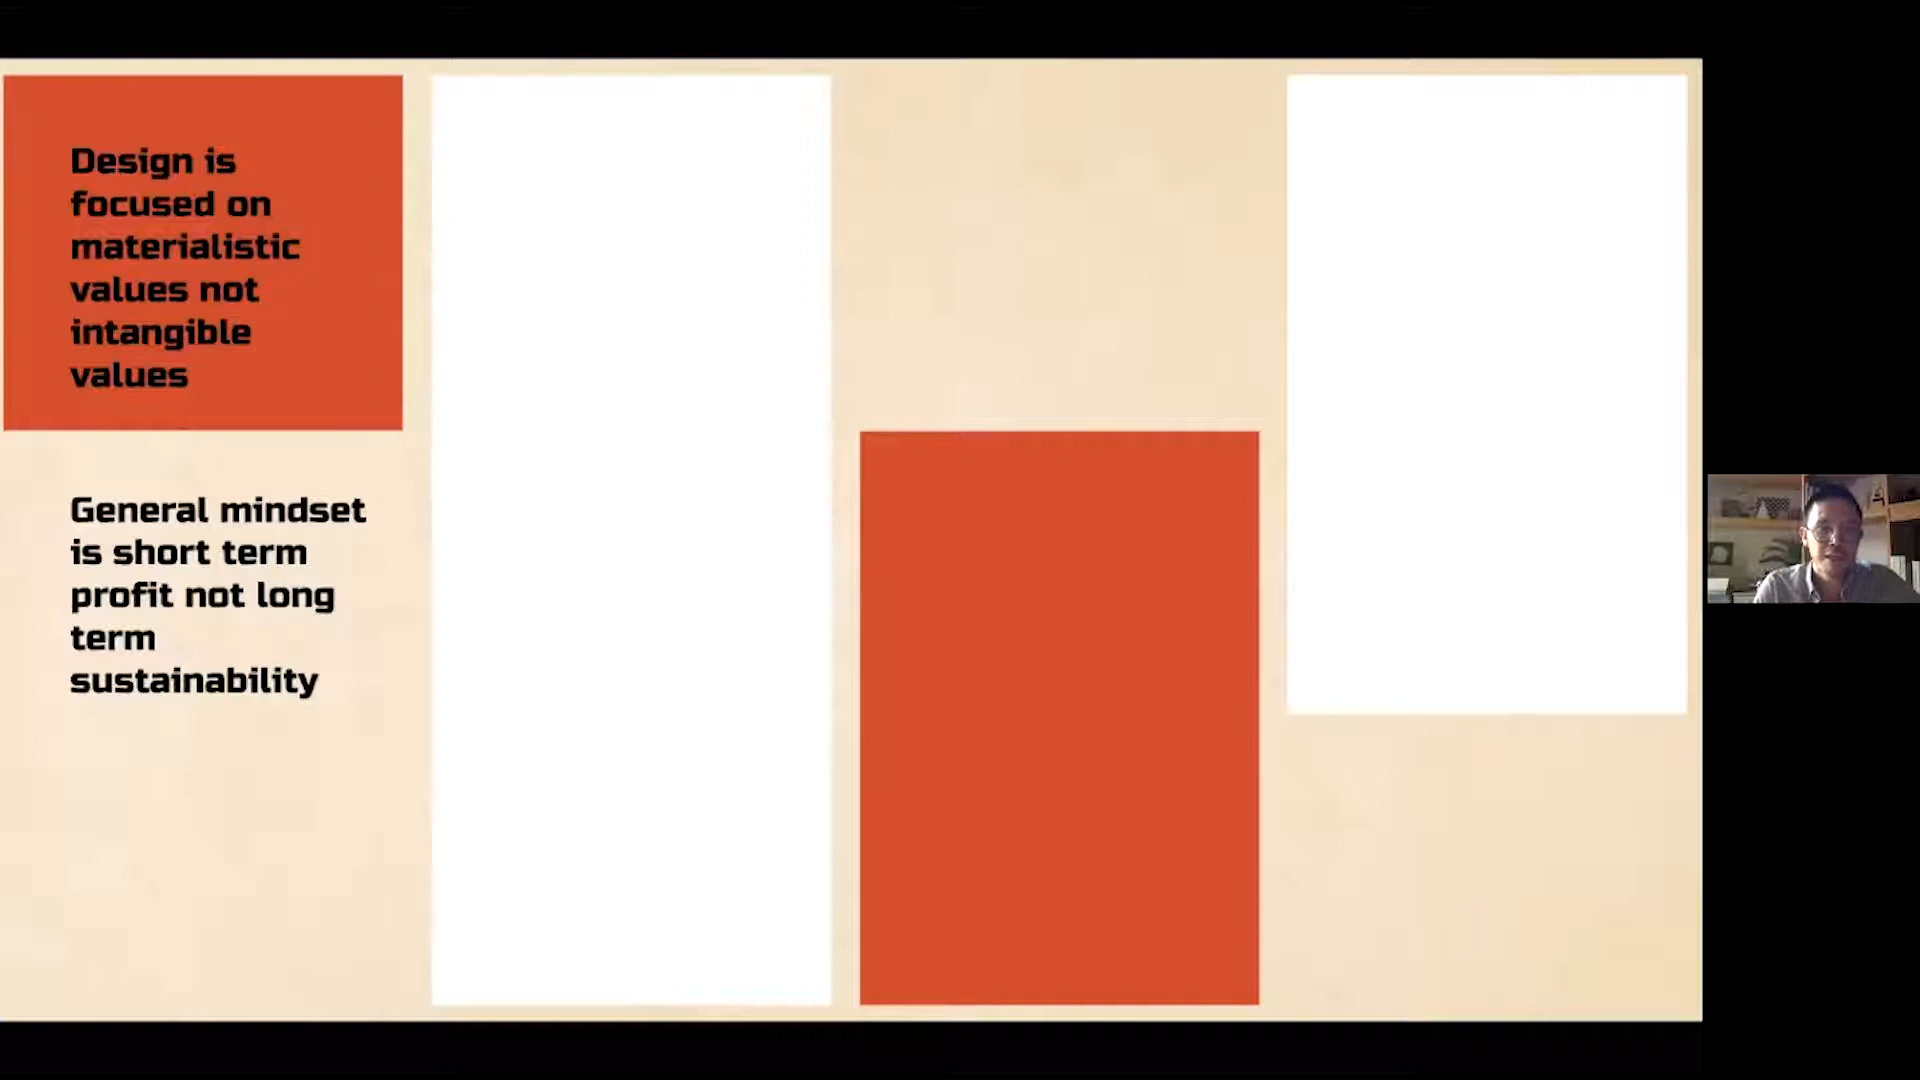 Design is
focused on
materialistic
values not
intangible
values
General mindset
is short term
profit not long
term
sustainability